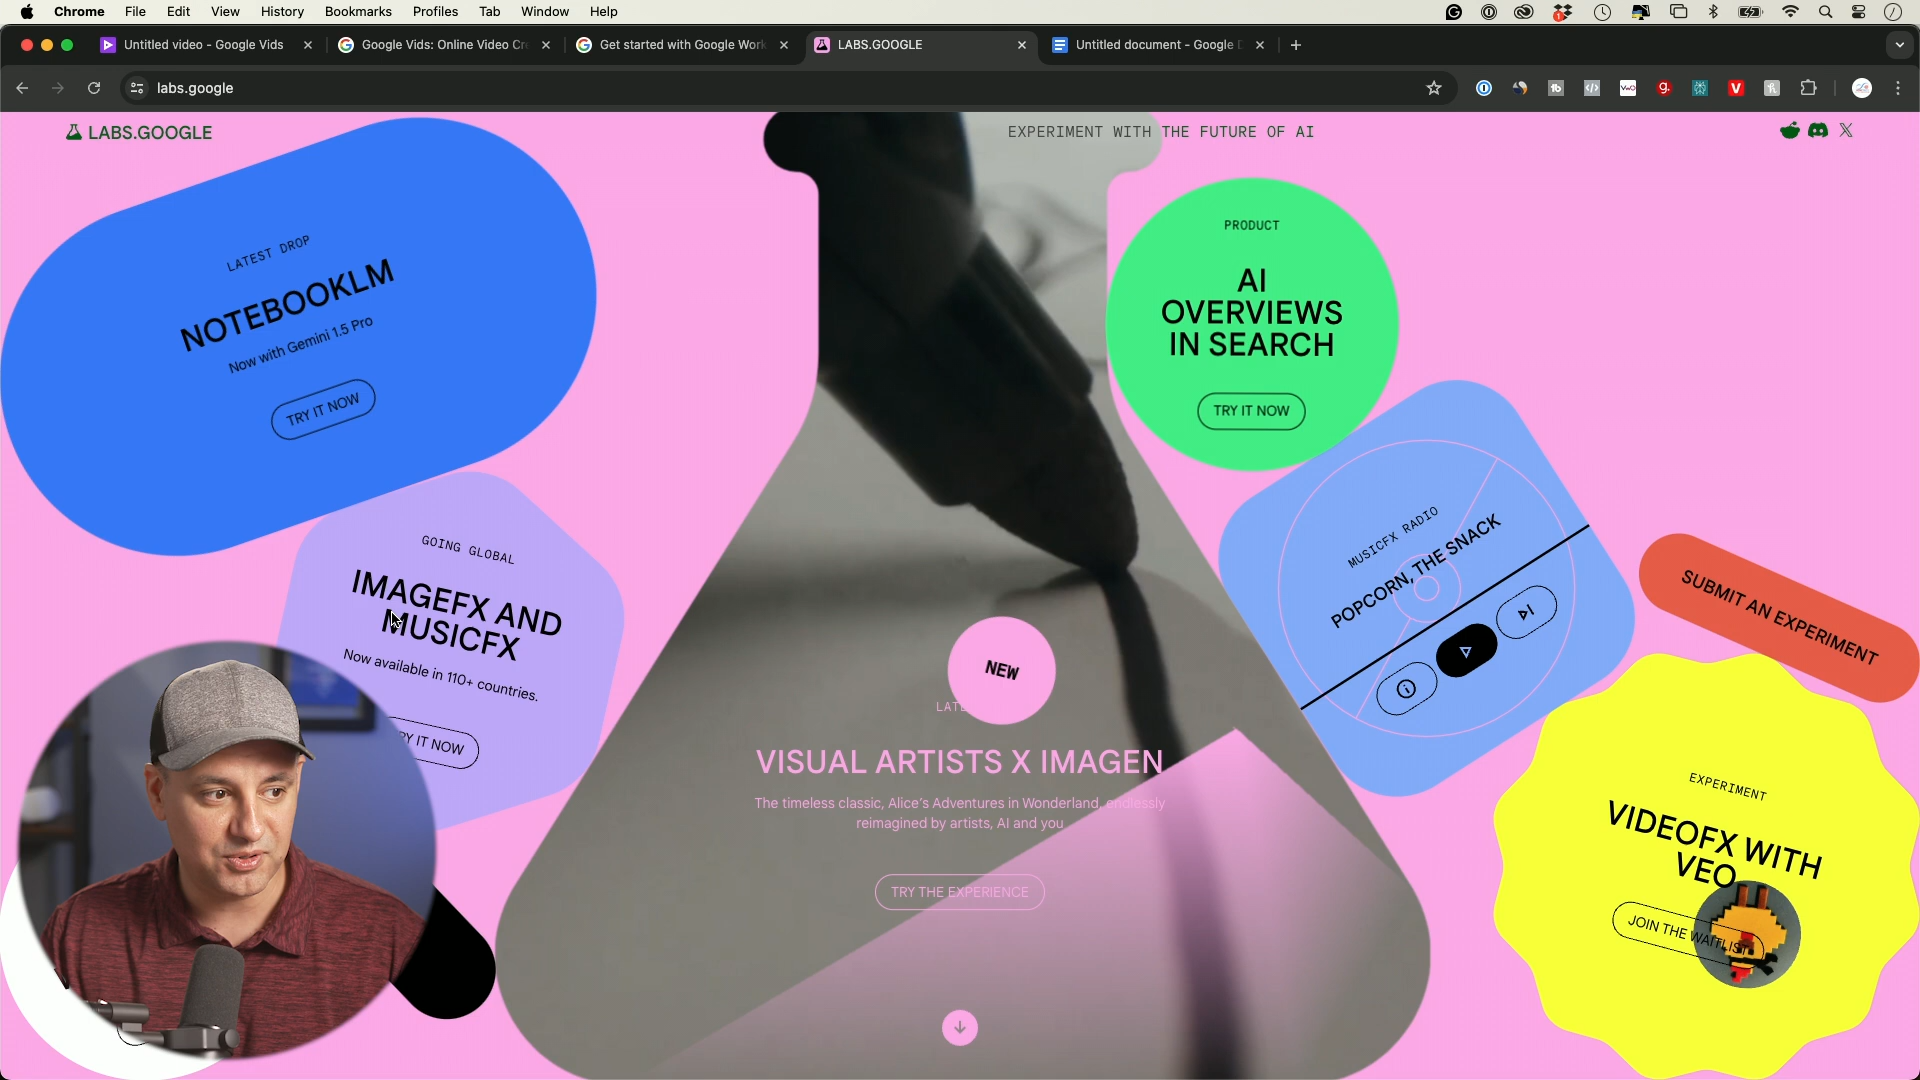 Chrome File Edit View History Bookmarks Profiles Tab Window Help
Untitled video - Google Vids
Google Vids: Online Video Cr
Get started with Google Work
LABS.GOOGLE
Untitled document - Google D
labs.google
LABS.GOOGLE
EXPERIMENT WITH THE FUTURE OF AI
LATEST DROP
NOTEBOOKLM
Now with Gemini 1.5 Pro
TRY IT NOW
PRODUCT
AI
OVERVIEWS
IN SEARCH
TRY IT NOW
GOING GLOBAL
IMAGEFX AND
MUSICFX
Now available in 110+ countries.
TRY IT NOW
MUSICFX RADIO
POPCORN, THE SNACK
SUBMIT AN EXPERIMENT
NEW
VISUAL ARTISTS X IMAGEN
The timeless classic, Alice's Adventures in Wonderland, endlessly
reimagined by artists, AI and you
TRY THE EXPERIENCE
EXPERIMENT
VIDEOFX WITH
VEO
JOIN THE WAITLIST